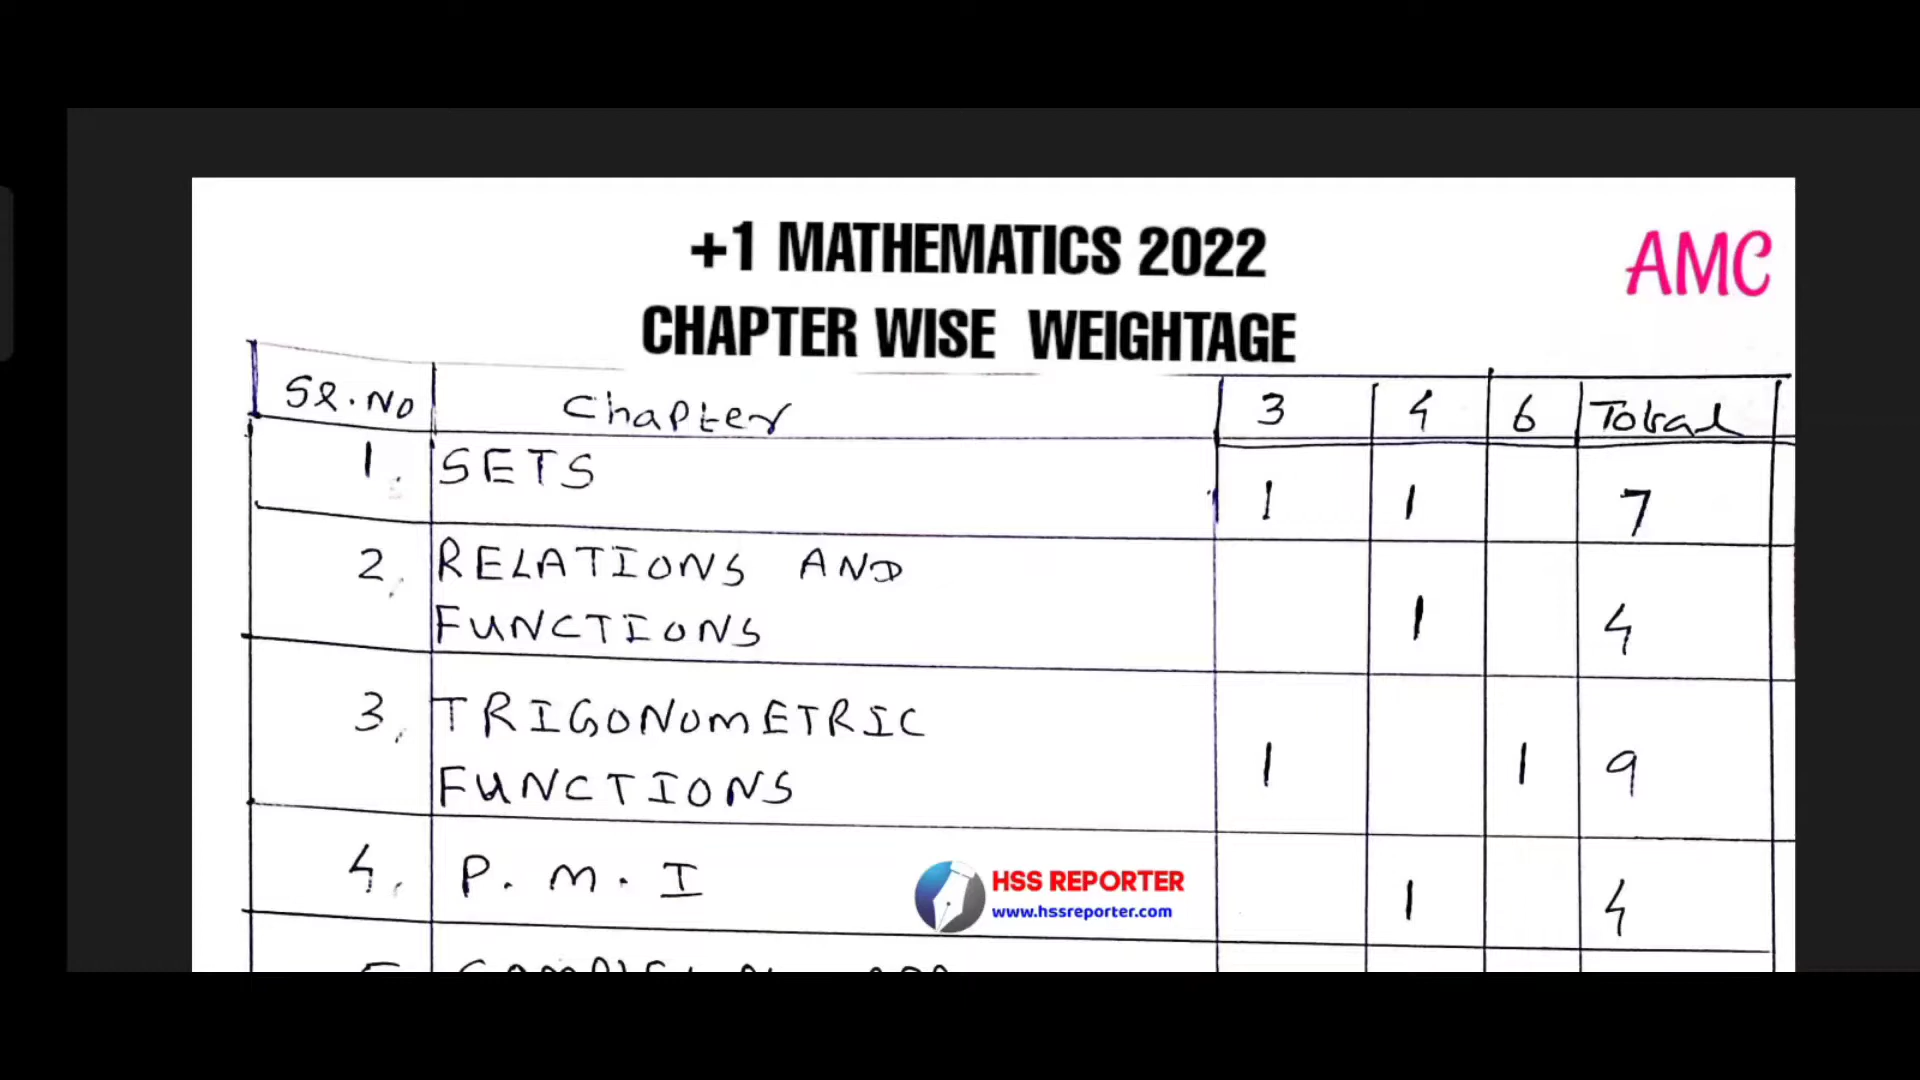 +1 MATHEMATICS 2022
AMC
CHAPTER WISE WEIGHTAGE
Sl.No Chapter 3 4 6 Total
1. SETS 1 1 7
2. RELATIONS AND
FUNCTIONS 1 4
3. TRIGONOMETRIC
FUNCTIONS 1 1 9
4. P.M.I 1 4
HSS REPORTER
www.hssreporter.com